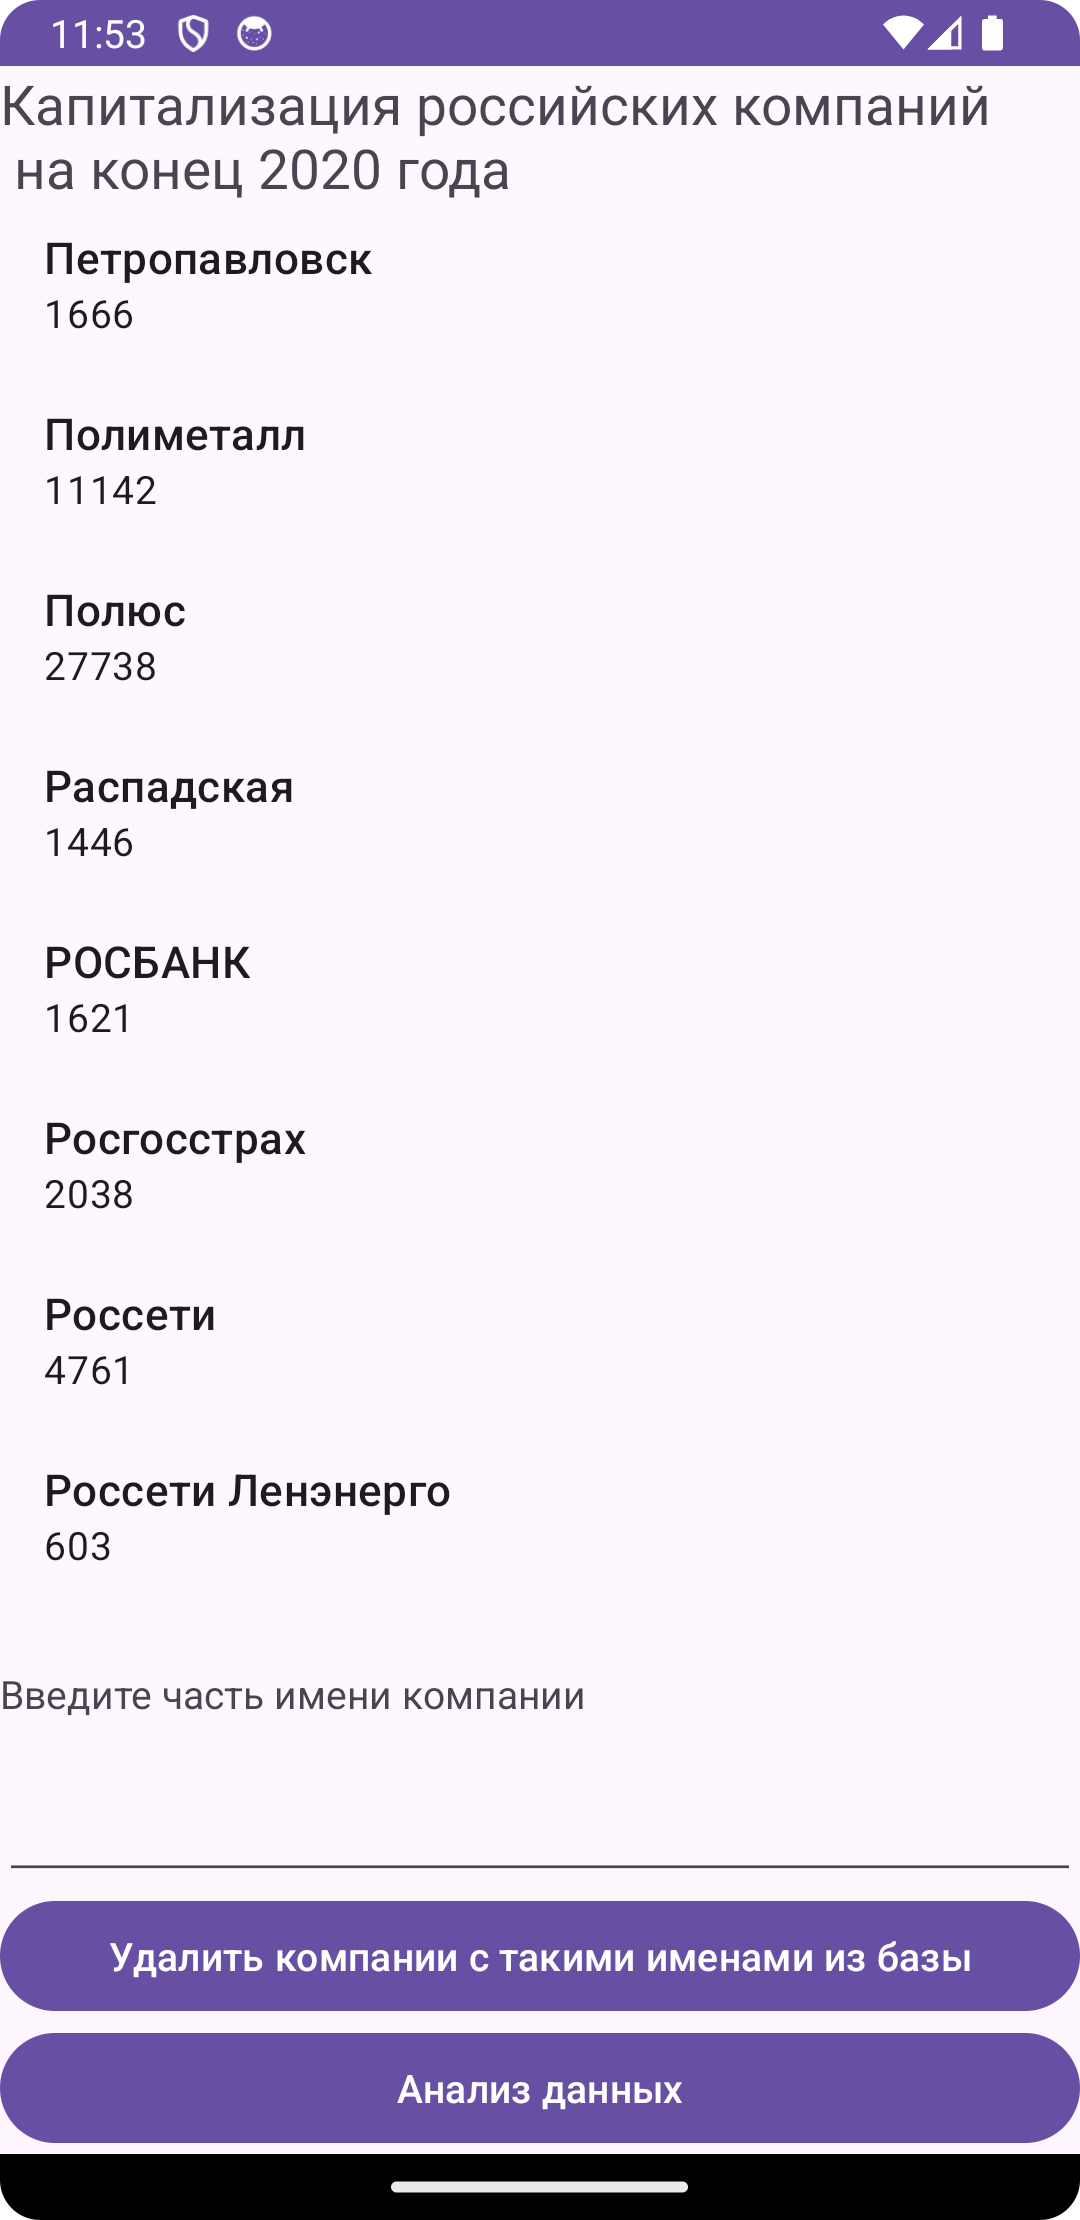 11:53
Капитализация российских компаний
на конец 2020 года
Петропавловск
1666
Полиметалл
11142
Полюс
27738
Распадская
1446
РОСБАНК
1621
Росгосстрах
2038
Россети
4761
Россети Ленэнерго
603
Введите часть имени компании
Удалить компании с такими именами из базы
Анализ данных